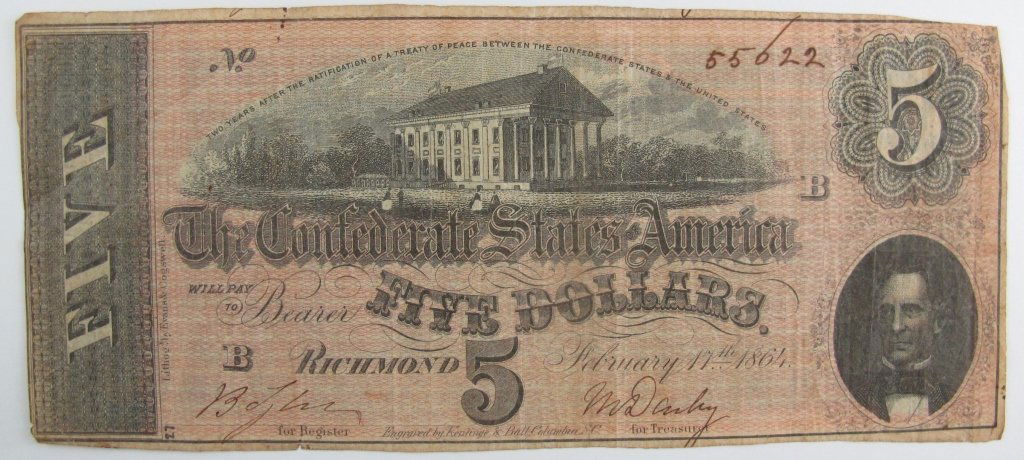 No 55622
TWO YEARS AFTER THE RATIFICATION OF A TREATY OF PEACE BETWEEN THE CONFEDERATE STATES & THE UNITED STATES
5
FIVE
B
The Confederate States of America
WILL PAY
TO Bearer FIVE DOLLARS.
B RICHMOND 5 February 17th 1864.
for Register Engraved by Keatinge & Ball Columbia, S.C. for Treasurer
27